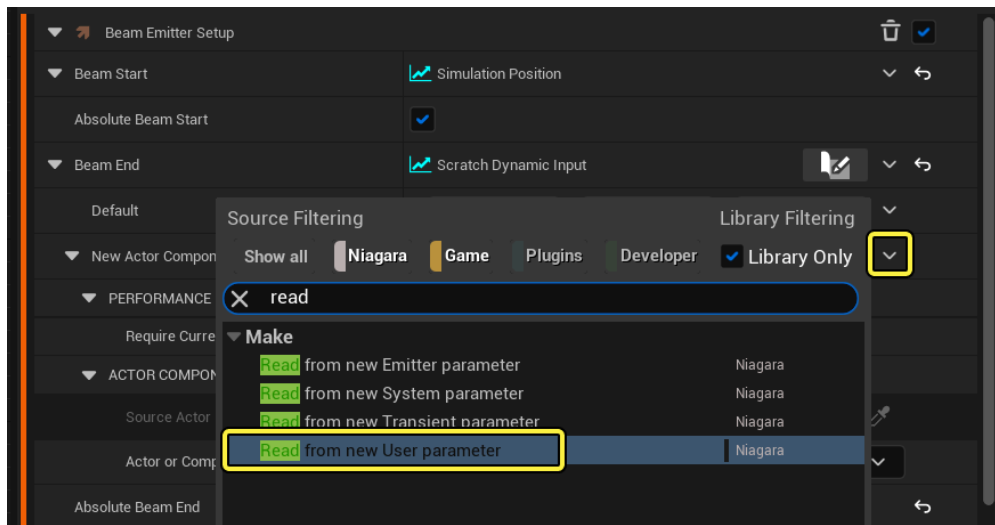 Beam Emitter Setup
Beam Start
Simulation Position
Absolute Beam Start
Beam End
Scratch Dynamic Input
Default
Source Filtering
Library Filtering
New Actor Compon
Show all
Niagara
Game
Plugins
Developer
Library Only
PERFORMANCE
read
Require Curre
Make
Read from new Emitter parameter
Niagara
ACTOR COMPON
Read from new System parameter
Niagara
Source Actor
Read from new Transient parameter
Niagara
Read from new User parameter
Niagara
Actor or Comp
Absolute Beam End